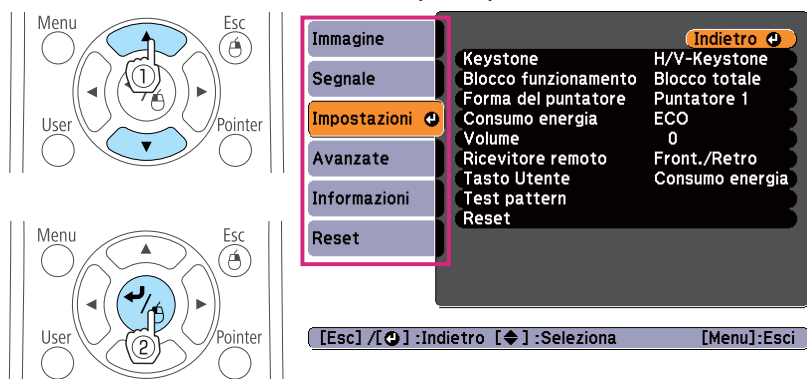 Menu
Esc
①
User
Pointer
Menu
Esc
②
User
Pointer
Immagine
Segnale
Impostazioni
Avanzate
Informazioni
Reset
Indietro
Keystone H/V-Keystone
Blocco funzionamento Blocco totale
Forma del puntatore Puntatore 1
Consumo energia ECO
Volume 0
Ricevitore remoto Front./Retro
Tasto Utente Consumo energia
Test pattern
Reset
[Esc] /[⏎] :Indietro [◆] :Seleziona [Menu]:Esci